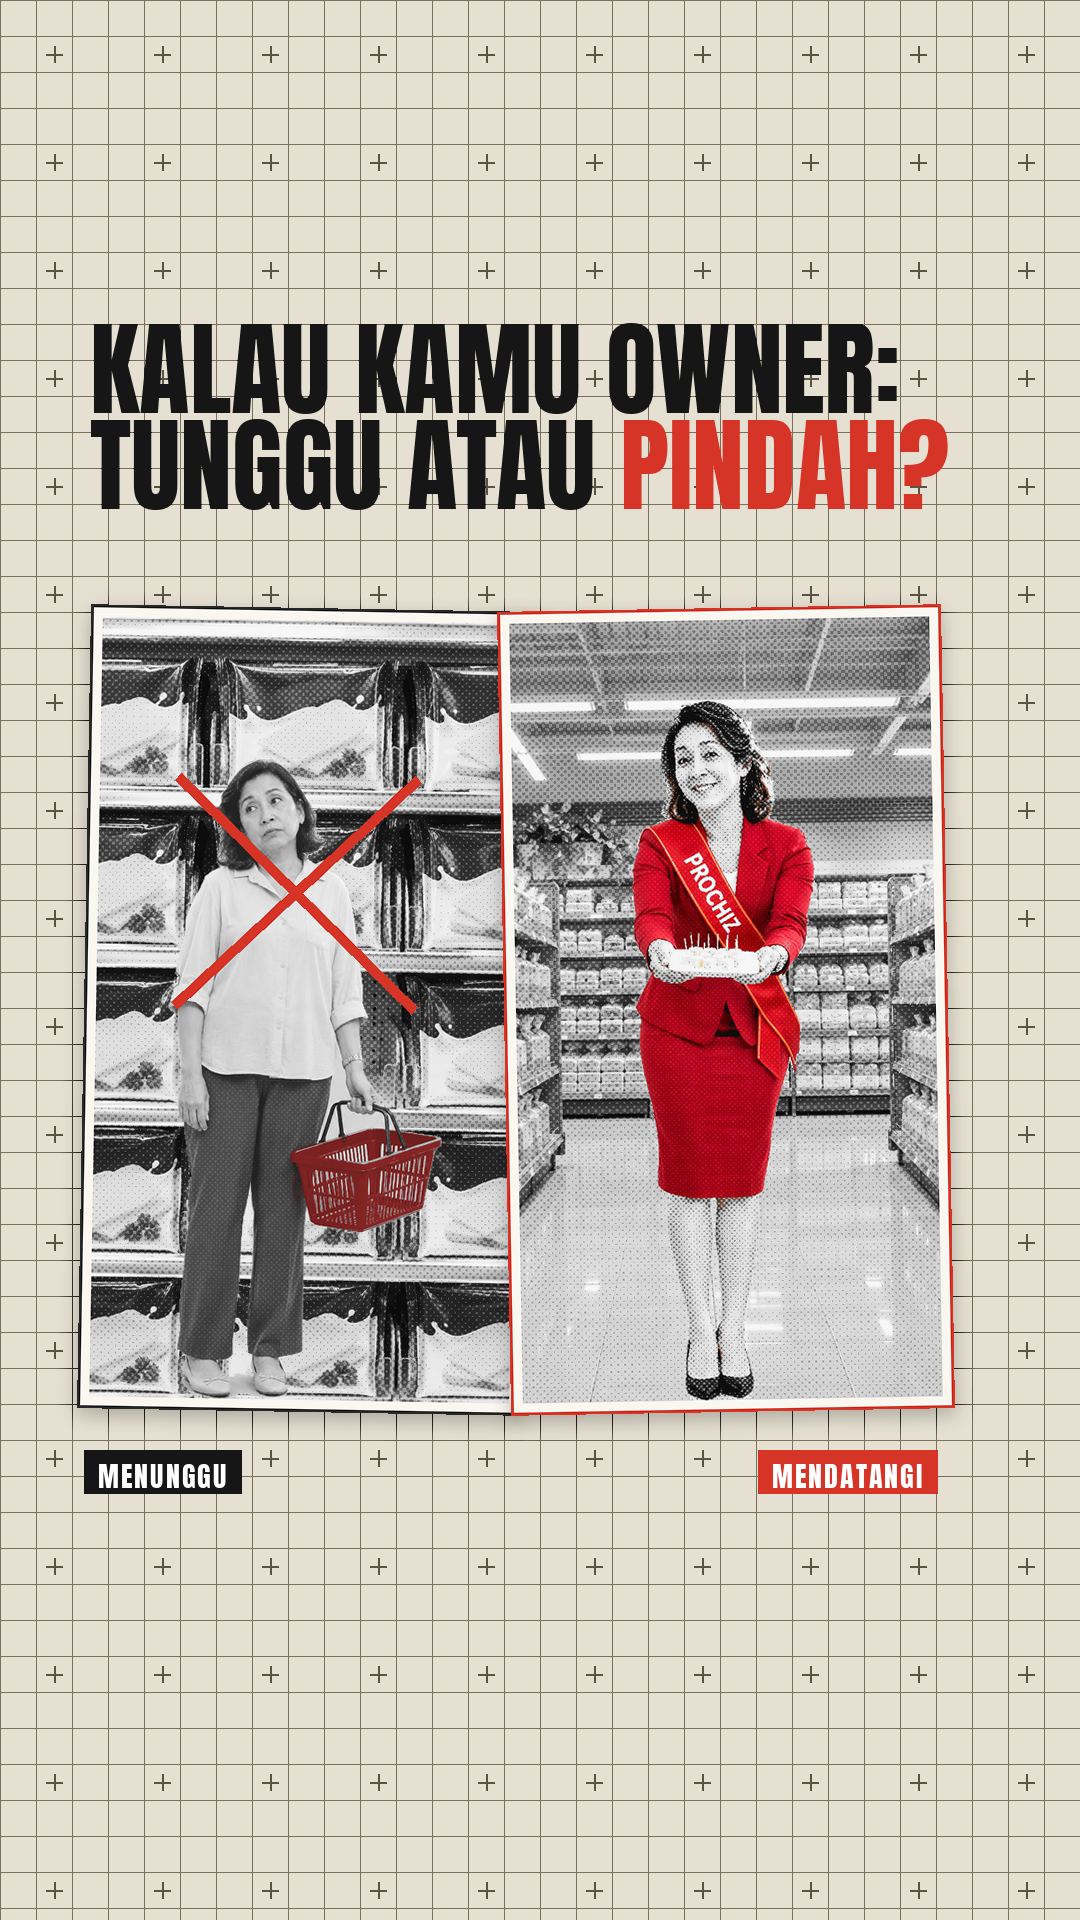 KALAU KAMU OWNER:
TUNGGU ATAU PINDAH?
PROCHIZ
MENUNGGU
MENDATANGI